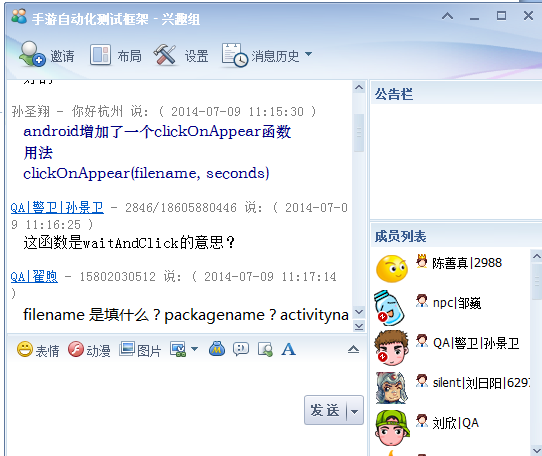 手游自动化测试框架 - 兴趣组
邀请 布局 设置 消息历史
孙圣翔 - 你好杭州 说: ( 2014-07-09 11:15:30 )
android增加了一个clickOnAppear函数
用法
clickOnAppear(filename, seconds)
QA|警卫|孙景卫 - 2846/18605880446 说: ( 2014-07-0
9 11:16:25 )
这函数是waitAndClick的意思?
QA|翟煦 - 15802030512 说: ( 2014-07-09 11:17:14
)
filename 是填什么?packagename?activityna
表情 动漫 图片 A
发送
公告栏
成员列表
陈善真|2988
npc|邹巍
QA|警卫|孙景卫
silent|刘日阳|629
刘欣|QA